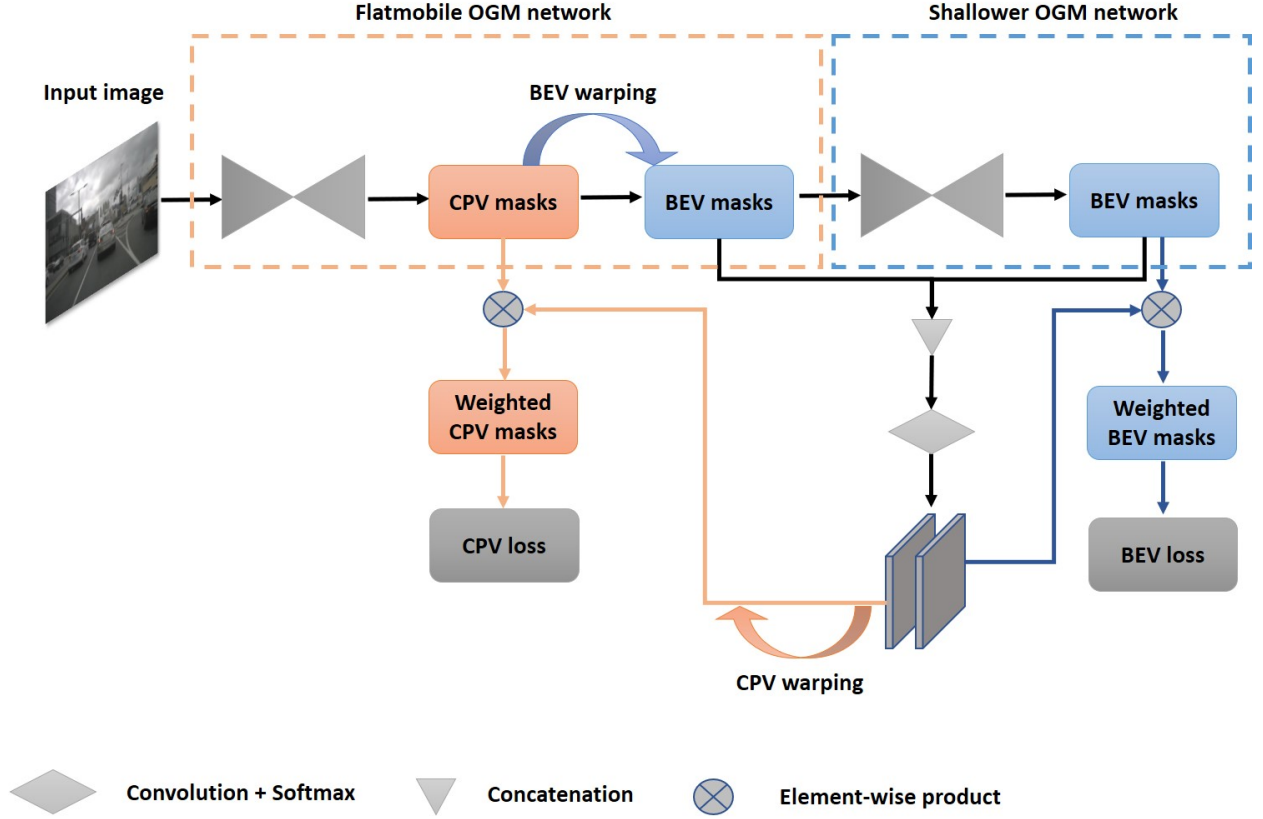 Flatmobile OGM network
Shallower OGM network
Input image
BEV warping
CPV masks
BEV masks
BEV masks
Weighted
CPV masks
Weighted
BEV masks
CPV loss
BEV loss
CPV warping
Convolution + Softmax
Concatenation
Element-wise product